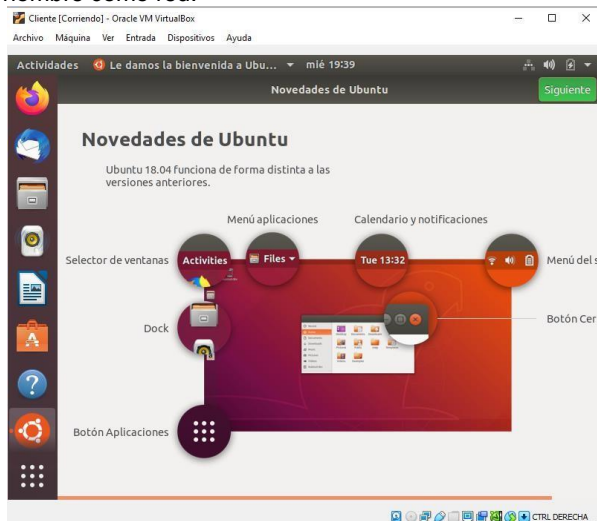 nombre como red.
Cliente [Corriendo] - Oracle VM VirtualBox
Archivo Máquina Ver Entrada Dispositivos Ayuda
Actividades Le damos la bienvenida a Ubu... mié 19:39
Novedades de Ubuntu Siguiente
Novedades de Ubuntu
Ubuntu 18.04 funciona de forma distinta a las
versiones anteriores.
Menú aplicaciones Calendario y notificaciones
Selector de ventanas Activities Files Tue 13:32 Menú del s
Dock Botón Cer
Botón Aplicaciones
CTRL DERECHA